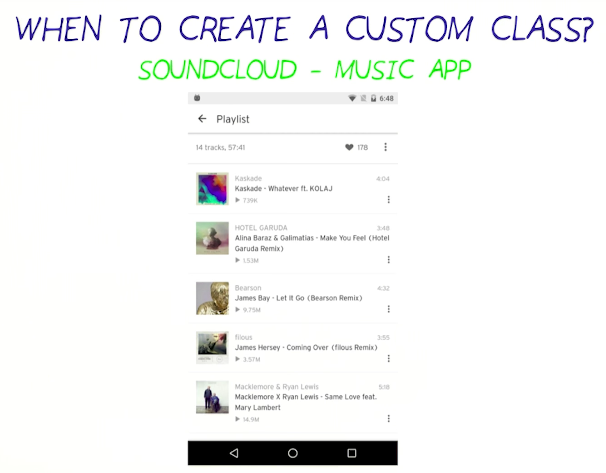 WHEN TO CREATE A CUSTOM CLASS?
SOUNDCLOUD - MUSIC APP
6:48
Playlist
14 tracks, 57:41 178
Kaskade 4:04
Kaskade - Whatever ft. KOLAJ
739K
HOTEL GARUDA 3:48
Alina Baraz & Galimatias - Make You Feel (Hotel
Garuda Remix)
1.53M
Bearson 4:32
James Bay - Let It Go (Bearson Remix)
9.75M
filous 3:55
James Hersey - Coming Over (filous Remix)
3.57M
Macklemore & Ryan Lewis 5:18
Macklemore X Ryan Lewis - Same Love feat.
Mary Lambert
14.9M